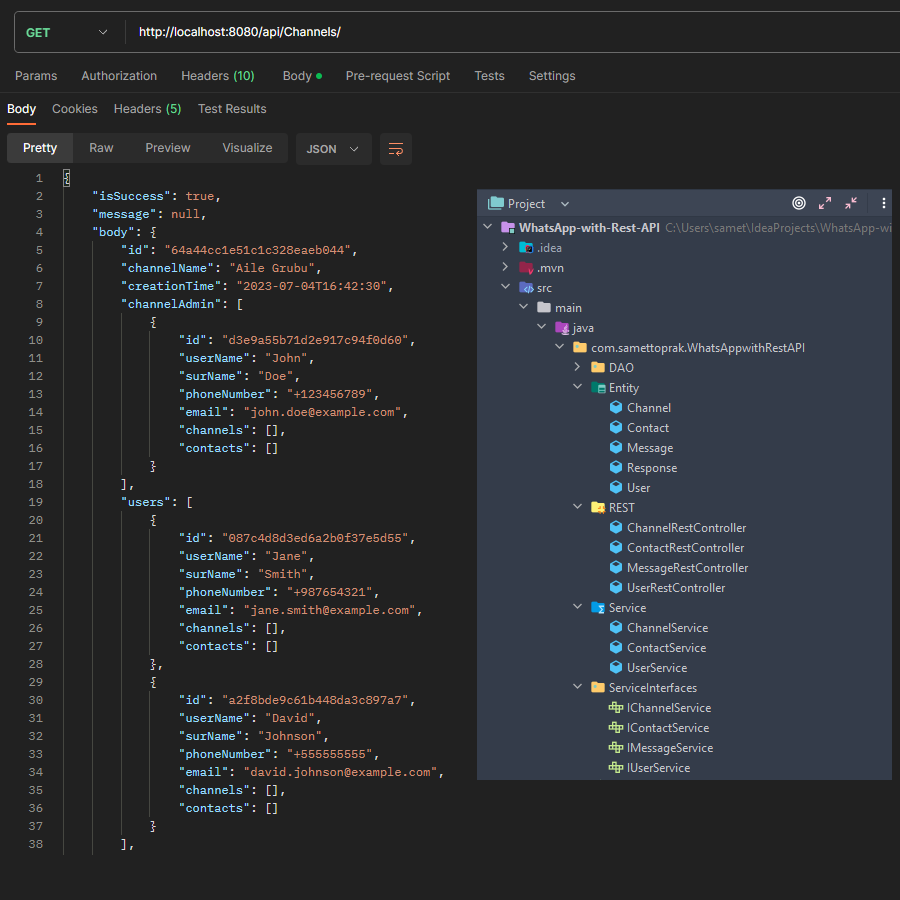 GET http://localhost:8080/api/Channels/
Params Authorization Headers (10) Body Pre-request Script Tests Settings
Body Cookies Headers (5) Test Results
Pretty Raw Preview Visualize JSON
1 {
2 "isSuccess": true,
3 "message": null,
4 "body": {
5 "id": "64a44cc1e51c1c328eaeb044",
6 "channelName": "Aile Grubu",
7 "creationTime": "2023-07-04T16:42:30",
8 "channelAdmin": [
9 {
10 "id": "d3e9a55b71d2e917c94f0d60",
11 "userName": "John",
12 "surName": "Doe",
13 "phoneNumber": "+123456789",
14 "email": "john.doe@example.com",
15 "channels": [],
16 "contacts": []
17 }
18 ],
19 "users": [
20 {
21 "id": "087c4d8d3ed6a2b0f37e5d55",
22 "userName": "Jane",
23 "surName": "Smith",
24 "phoneNumber": "+987654321",
25 "email": "jane.smith@example.com",
26 "channels": [],
27 "contacts": []
28 },
29 {
30 "id": "a2f8bde9c61b448da3c897a7",
31 "userName": "David",
32 "surName": "Johnson",
33 "phoneNumber": "+555555555",
34 "email": "david.johnson@example.com",
35 "channels": [],
36 "contacts": []
37 }
38 ],
Project
WhatsApp-with-Rest-API C:\Users\samet\IdeaProjects\WhatsApp-wi
.idea
.mvn
src
main
java
com.samettoprak.WhatsAppwithRestAPI
DAO
Entity
Channel
Contact
Message
Response
User
REST
ChannelRestController
ContactRestController
MessageRestController
UserRestController
Service
ChannelService
ContactService
UserService
ServiceInterfaces
IChannelService
IContactService
IMessageService
IUserService